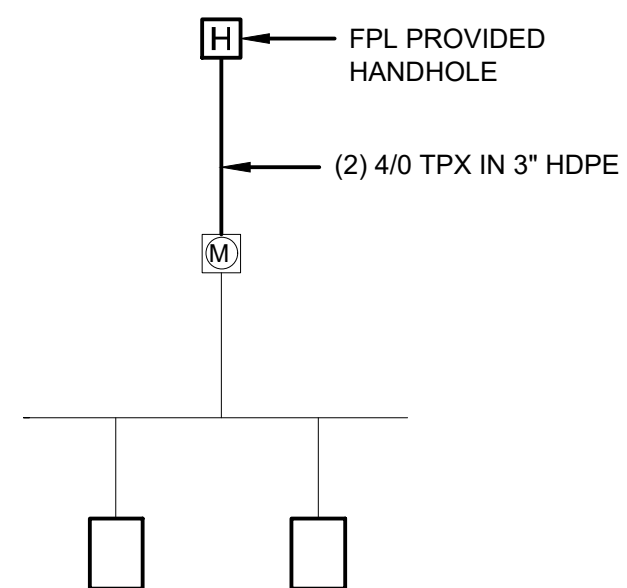 H
FPL PROVIDED
HANDHOLE
(2) 4/0 TPX IN 3" HDPE
M